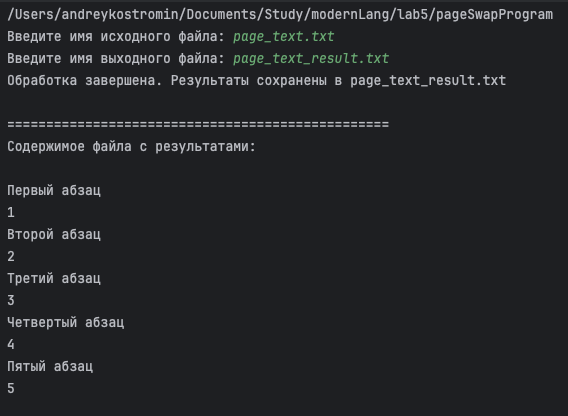 /Users/andreykostromin/Documents/Study/modernLang/lab5/pageSwapProgram
Введите имя исходного файла: page_text.txt
Введите имя выходного файла: page_text_result.txt
Обработка завершена. Результаты сохранены в page_text_result.txt
=================================================
Содержимое файла с результатами:
Первый абзац
1
Второй абзац
2
Третий абзац
3
Четвертый абзац
4
Пятый абзац
5